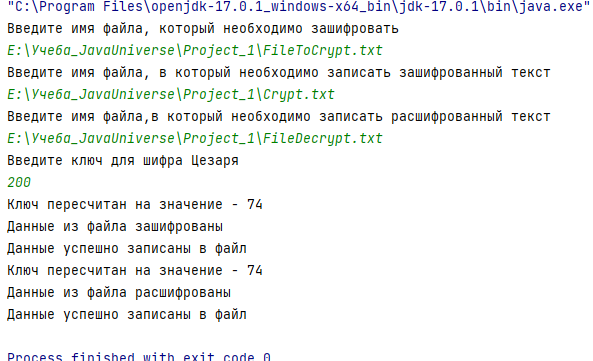 "C:\Program Files\openjdk-17.0.1_windows-x64_bin\jdk-17.0.1\bin\java.exe"
Введите имя файла, который необходимо зашифровать
E:\Учеба_JavaUniverse\Project_1\FileToCrypt.txt
Введите имя файла, в который необходимо записать зашифрованный текст
E:\Учеба_JavaUniverse\Project_1\Crypt.txt
Введите имя файла,в который необходимо записать расшифрованный текст
E:\Учеба_JavaUniverse\Project_1\FileDecrypt.txt
Введите ключ для шифра Цезаря
200
Ключ пересчитан на значение - 74
Данные из файла зашифрованы
Данные успешно записаны в файл
Ключ пересчитан на значение - 74
Данные из файла расшифрованы
Данные успешно записаны в файл
Process finished with exit code 0